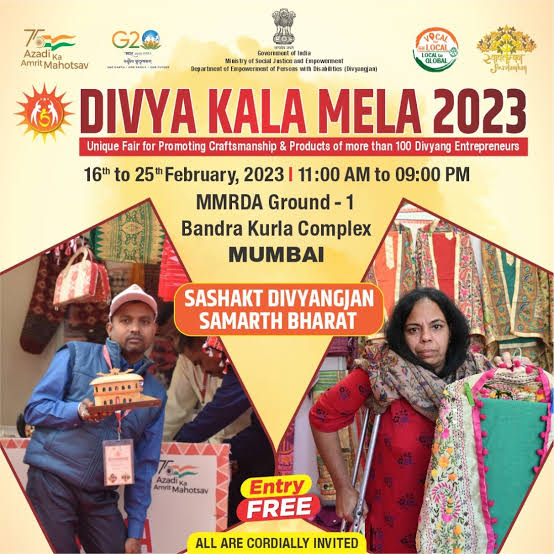 75
Azadi Ka
Amrit Mahotsav
G20
Government of India
Ministry of Social Justice and Empowerment
Department of Empowerment of Persons with Disabilities (Divyangjan)
VOCAL
LOCAL
LOCAL
GLOBAL
DIVYA KALA MELA 2023
Unique Fair for Promoting Craftsmanship & Products of more than 100 Divyang Entrepreneurs
16th to 25th February, 2023 | 11:00 AM to 09:00 PM
MMRDA Ground - 1
Bandra Kurla Complex
MUMBAI
SASHAKT DIVYANGJAN
SAMARTH BHARAT
Azadi Ka
Amrit Mahotsav
Entry
FREE
ALL ARE CORDIALLY INVITED